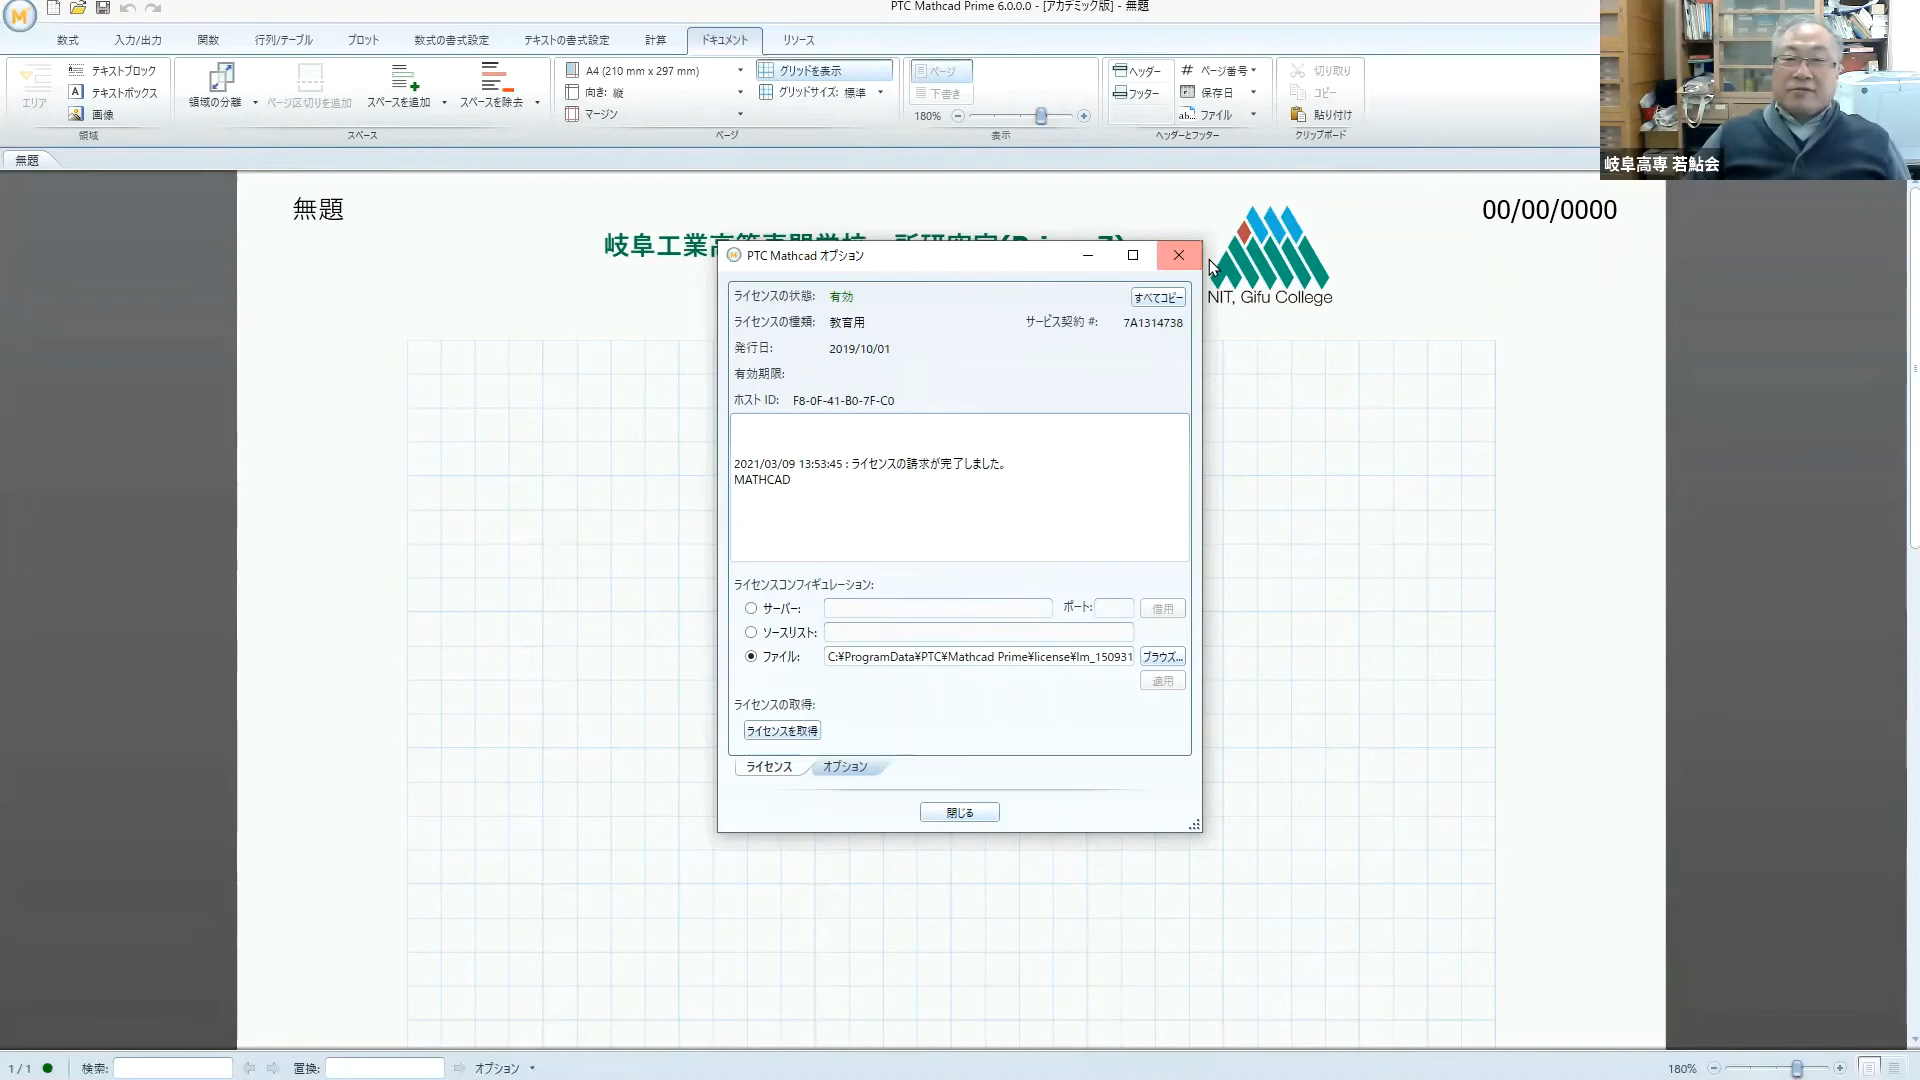 PTC Mathcad Prime 6.0.0.0 - [アカデミック版] - 無題
数式 入力/出力 関数 行列/テーブル プロット 数式の書式設定 テキストの書式設定 計算 ドキュメント リソース
エリア
テキストブロック
テキストボックス
画像
領域
領域の分離
ページ区切りを追加
スペースを追加
スペースを除去
スペース
A4 (210 mm x 297 mm)
向き: 縦
マージン
グリッドを表示
グリッドサイズ: 標準
ページ
ページ
下書き
180%
表示
ヘッダー
フッター
ページ番号
保存日
ファイル
ヘッダーとフッター
切り取り
コピー
貼り付け
クリップボード
岐阜高専 若鮎会
無題
無題
00/00/0000
岐阜工業高
NIT, Gifu College
PTC Mathcad オプション
ライセンスの状態: 有効
すべてコピー
ライセンスの種類: 教育用
サービス契約 #: 7A1314738
発行日: 2019/10/01
有効期限:
ホスト ID: F8-0F-41-B0-7F-C0
2021/03/09 13:53:45 : ライセンスの請求が完了しました。
MATHCAD
ライセンスコンフィギュレーション:
サーバー: ポート: 借用
ソースリスト:
ファイル: C:¥ProgramData¥PTC¥Mathcad Prime¥license¥lm_150931 ブラウズ...
適用
ライセンスの取得:
ライセンスを取得
ライセンス オプション
閉じる
1 / 1 検索: 置換: オプション 180%